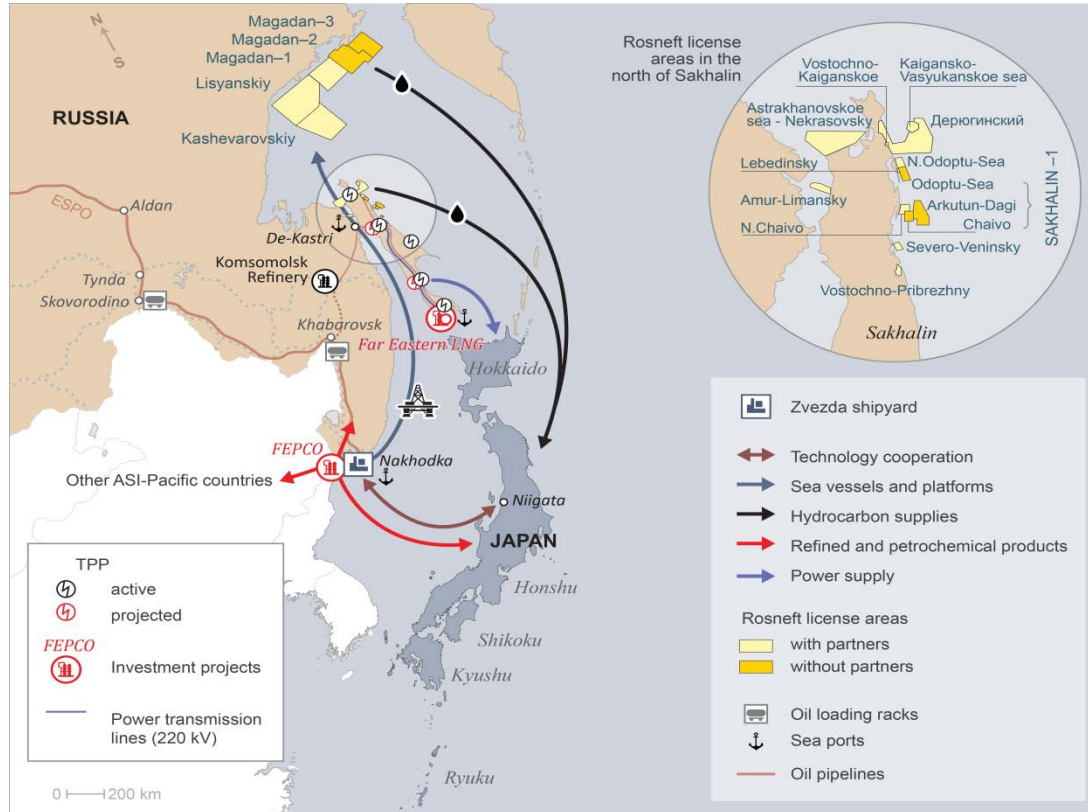 N
S
Magadan–3
Magadan–2
Magadan–1
Lisyanskiy
Kashevarovskiy
RUSSIA
ESPO
Aldan
Tynda
Skovorodino
De-Kastri
Komsomolsk
Refinery
Khabarovsk
Far Eastern LNG
Hokkaido
FEPCO
Nakhodka
Other ASI-Pacific countries
Niigata
JAPAN
Honshu
Shikoku
Kyushu
Ryuku
TPP
active
projected
FEPCO
Investment projects
Power transmission
lines (220 kV)
0 200 km
Rosneft license
areas in the
north of Sakhalin
Vostochno-
Kaiganskoe
Kaigansko-
Vasyukanskoe sea
Astrakhanovskoe
sea - Nekrasovsky
Дерюгинский
Lebedinsky
N.Odoptu-Sea
Odoptu-Sea
Amur-Limansky
Arkutun-Dagi
N.Chaivo
Chaivo
SAKHALIN –1
Severo-Veninsky
Vostochno-Pribrezhny
Sakhalin
Zvezda shipyard
Technology cooperation
Sea vessels and platforms
Hydrocarbon supplies
Refined and petrochemical products
Power supply
Rosneft license areas
with partners
without partners
Oil loading racks
Sea ports
Oil pipelines